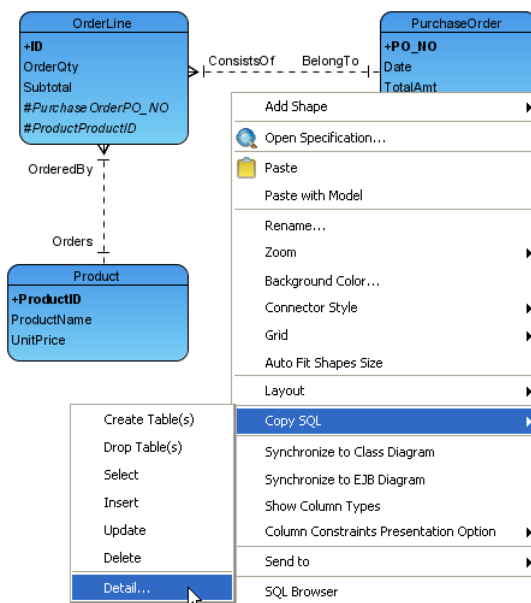 OrderLine
+ID
OrderQty
Subtotal
#PurchaseOrderPO_NO
#ProductProductID
ConsistsOf
BelongTo
PurchaseOrder
+PO_NO
Date
TotalAmt
OrderedBy
Orders
Product
+ProductID
ProductName
UnitPrice
Add Shape
Open Specification...
Paste
Paste with Model
Rename...
Zoom
Background Color...
Connector Style
Grid
Auto Fit Shapes Size
Layout
Copy SQL
Synchronize to Class Diagram
Synchronize to EJB Diagram
Show Column Types
Column Constraints Presentation Option
Send to
SQL Browser
Create Table(s)
Drop Table(s)
Select
Insert
Update
Delete
Detail...